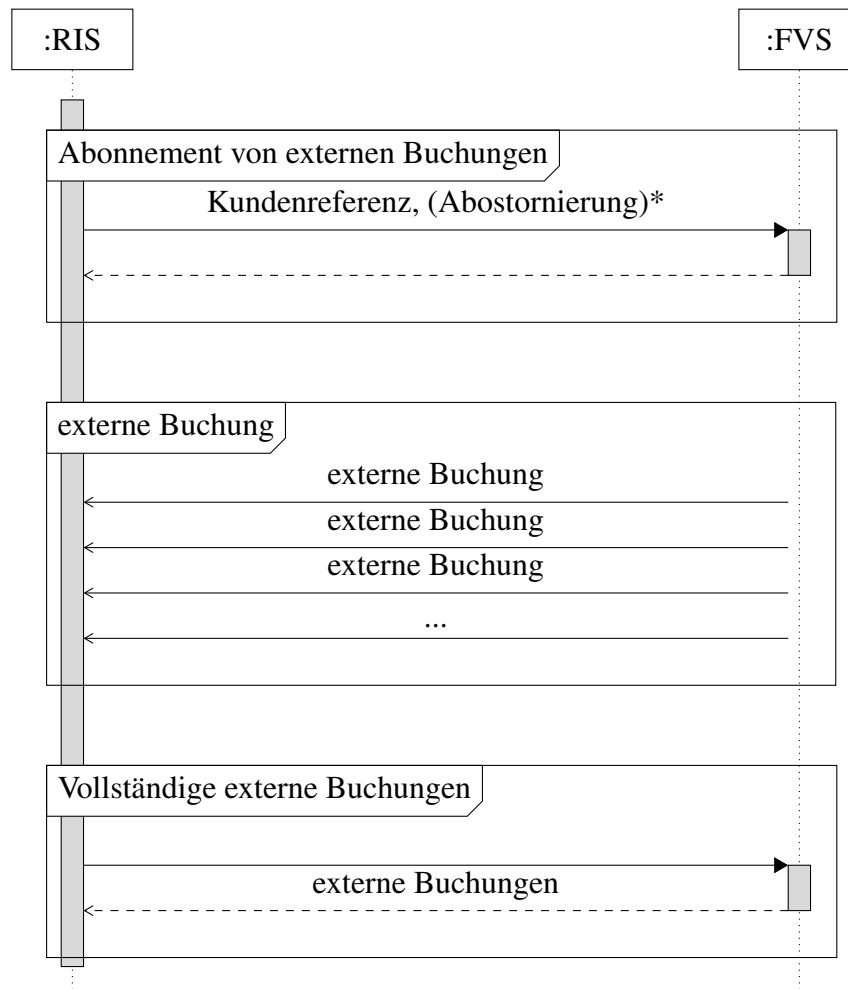 :RIS
:FVS
Abonnement von externen Buchungen
Kundenreferenz, (Abostornierung)*
externe Buchung
externe Buchung
externe Buchung
externe Buchung
...
Vollständige externe Buchungen
externe Buchungen